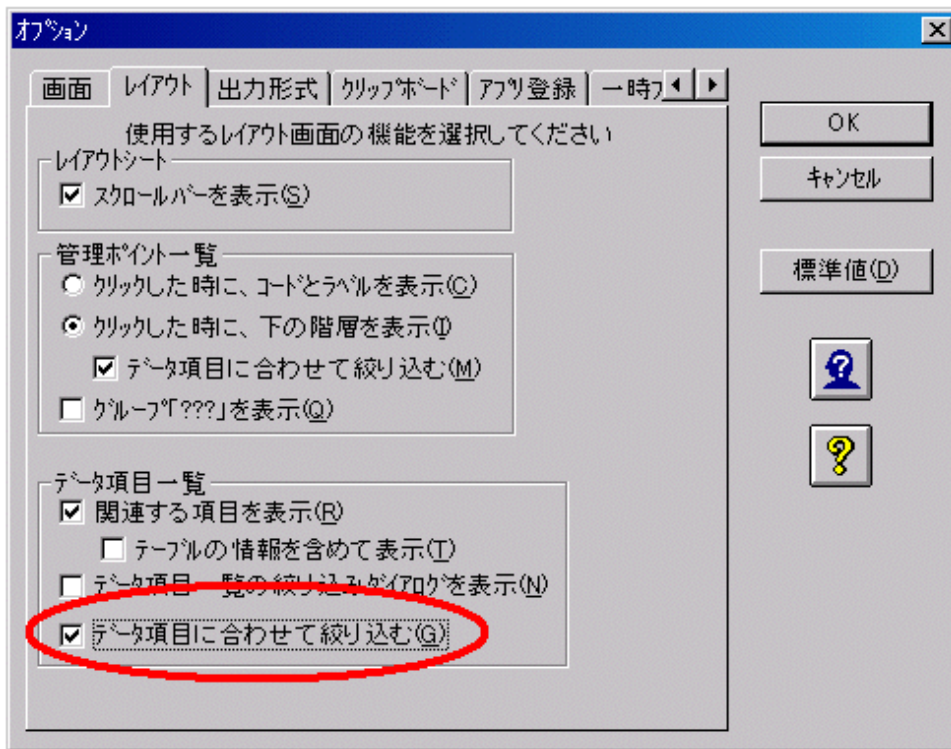 オプション
画面 レイアウト 出力形式 クリップボード アプリ登録 一時フ
使用するレイアウト画面の機能を選択してください
レイアウトシート
スクロールバーを表示(S)
管理ポイント一覧
クリックした時に、コードとラベルを表示(C)
クリックした時に、下の階層を表示(I)
データ項目に合わせて絞り込む(M)
グループ「???」を表示(Q)
データ項目一覧
関連する項目を表示(R)
テーブルの情報を含めて表示(T)
データ項目一覧の絞り込みダイアログを表示(N)
データ項目に合わせて絞り込む(G)
OK
キャンセル
標準値(D)